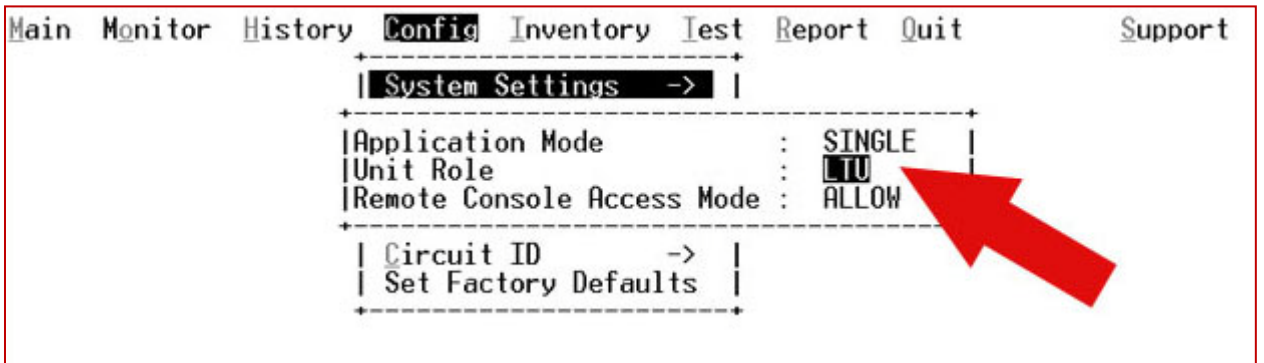 Main Monitor History Config Inventory Test Report Quit Support
System Settings ->
Application Mode : SINGLE
Unit Role : LTU
Remote Console Access Mode : ALLOW
Circuit ID ->
Set Factory Defaults